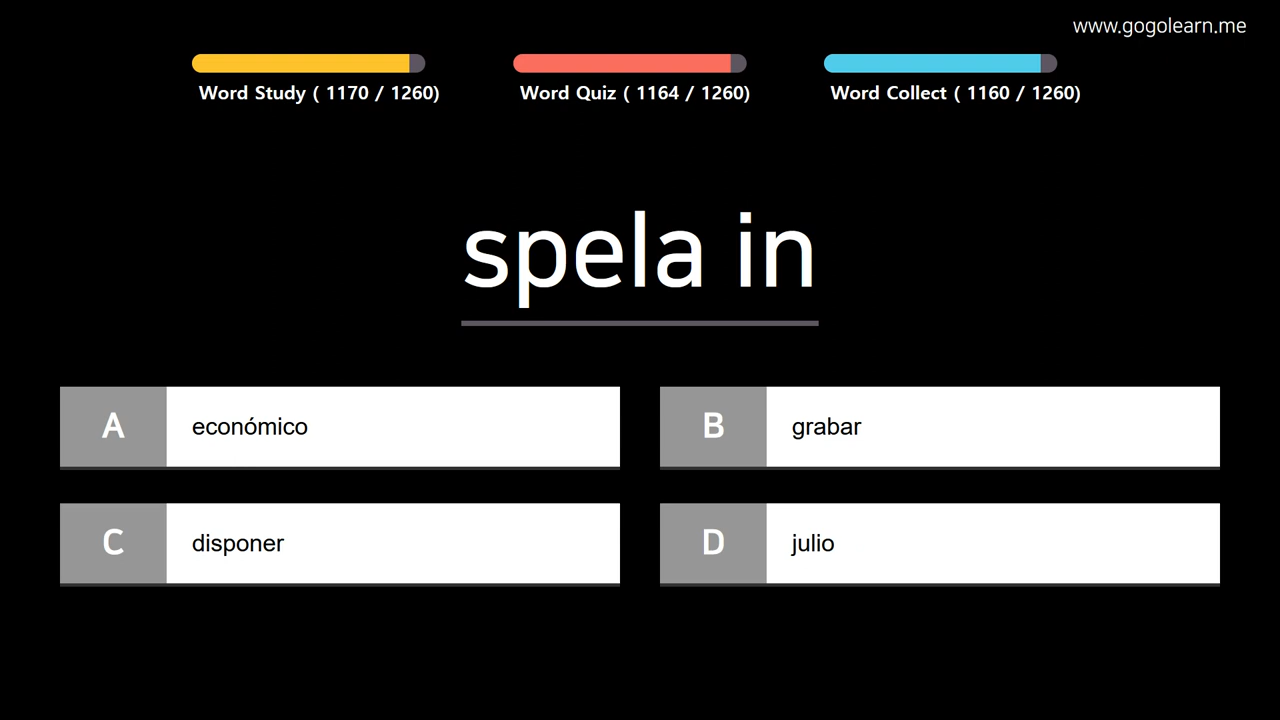 www.gogolearn.me
Word Study ( 1170 / 1260)
Word Quiz ( 1164 / 1260)
Word Collect ( 1160 / 1260)
spela in
A económico
B grabar
C disponer
D julio